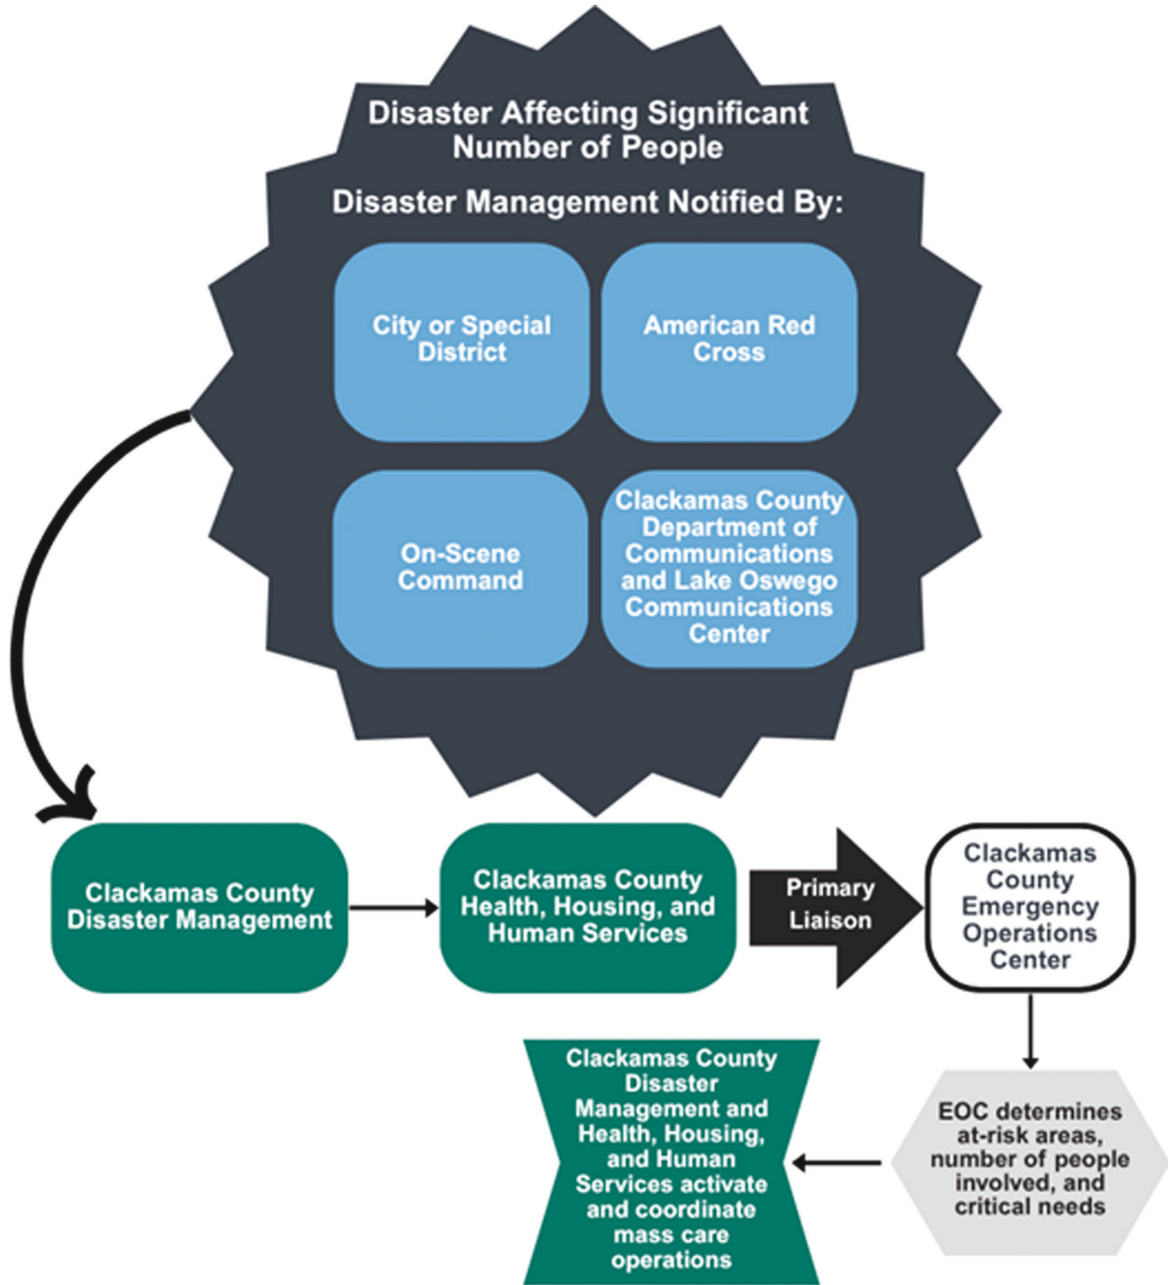 Disaster Affecting Significant
Number of People
Disaster Management Notified By:
City or Special
District
American Red
Cross
On-Scene
Command
Clackamas County
Department of
Communications
and Lake Oswego
Communications
Center
Clackamas County
Disaster Management
Clackamas County
Health, Housing, and
Human Services
Primary
Liaison
Clackamas
County
Emergency
Operations
Center
EOC determines
at-risk areas,
number of people
involved, and
critical needs
Clackamas County
Disaster
Management and
Health, Housing,
and Human
Services activate
and coordinate
mass care
operations